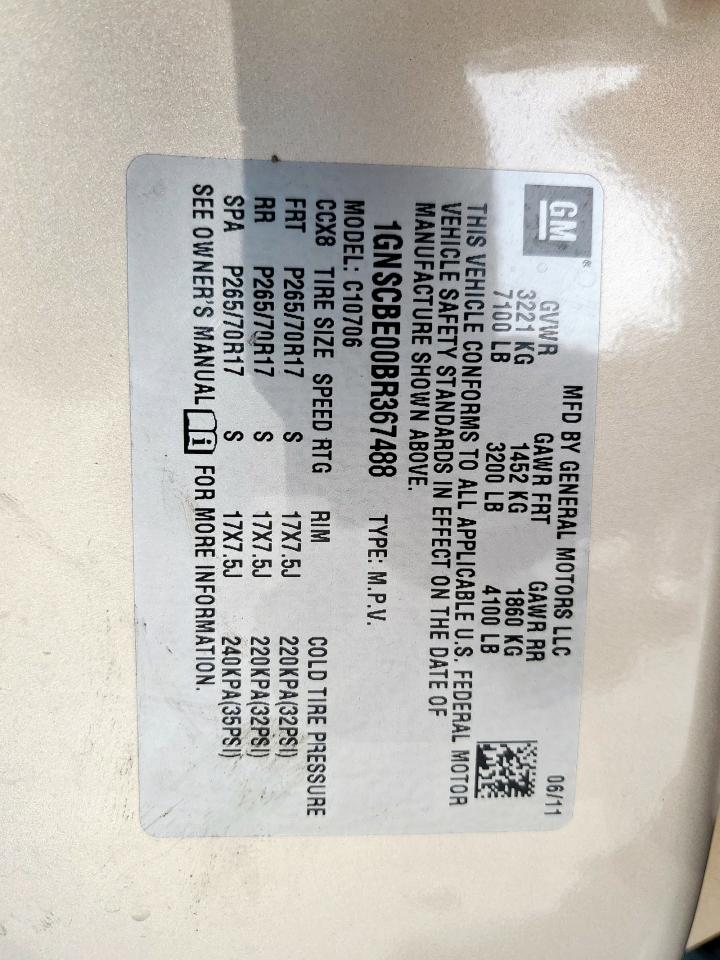 GM®
MFD BY GENERAL MOTORS LLC 06/11
GVWR GAWR FRT GAWR RR
3221 KG 1452 KG 1860 KG
7100 LB 3200 LB 4100 LB
THIS VEHICLE CONFORMS TO ALL APPLICABLE U.S. FEDERAL MOTOR
VEHICLE SAFETY STANDARDS IN EFFECT ON THE DATE OF
MANUFACTURE SHOWN ABOVE.
1GNSCBE00BR367488 TYPE: M.P.V.
MODEL: C10706
CCX8 TIRE SIZE SPEED RTG RIM COLD TIRE PRESSURE
FRT P265/70R17 S 17X7.5J 220KPA(32PSI)
RR P265/70R17 S 17X7.5J 220KPA(32PSI)
SPA P265/70R17 S 17X7.5J 240KPA(35PSI)
SEE OWNER'S MANUAL i FOR MORE INFORMATION.